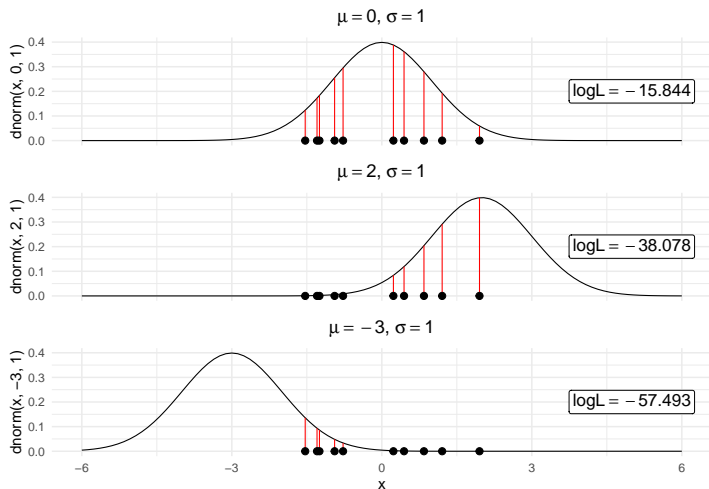 μ = 0, σ = 1
dnorm(x, 0, 1)
0.4
0.3
0.2
0.1
0.0
logL = −15.844
μ = 2, σ = 1
dnorm(x, 2, 1)
0.4
0.3
0.2
0.1
0.0
logL = −38.078
μ = −3, σ = 1
dnorm(x, −3, 1)
0.4
0.3
0.2
0.1
0.0
logL = −57.493
−6 −3 0 3 6
x